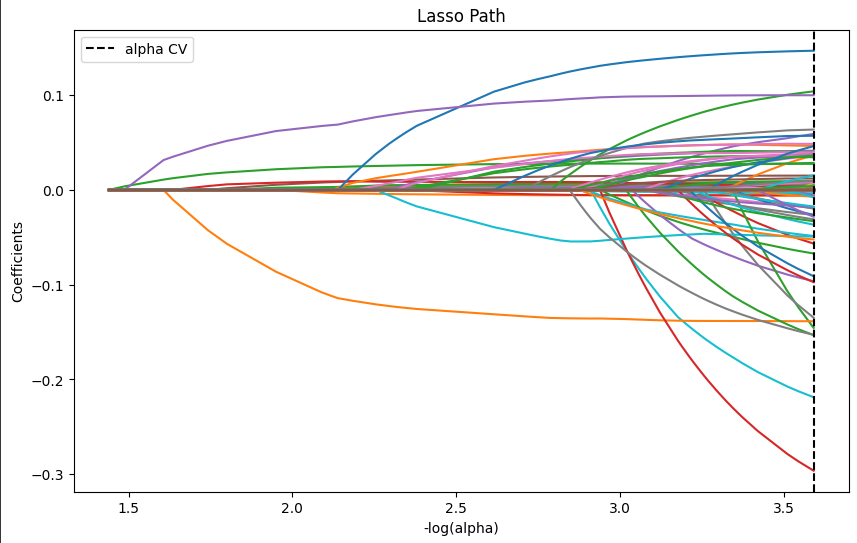 Lasso Path
alpha CV
0.1
0.0
−0.1
−0.2
−0.3
Coefficients
1.5 2.0 2.5 3.0 3.5
-log(alpha)